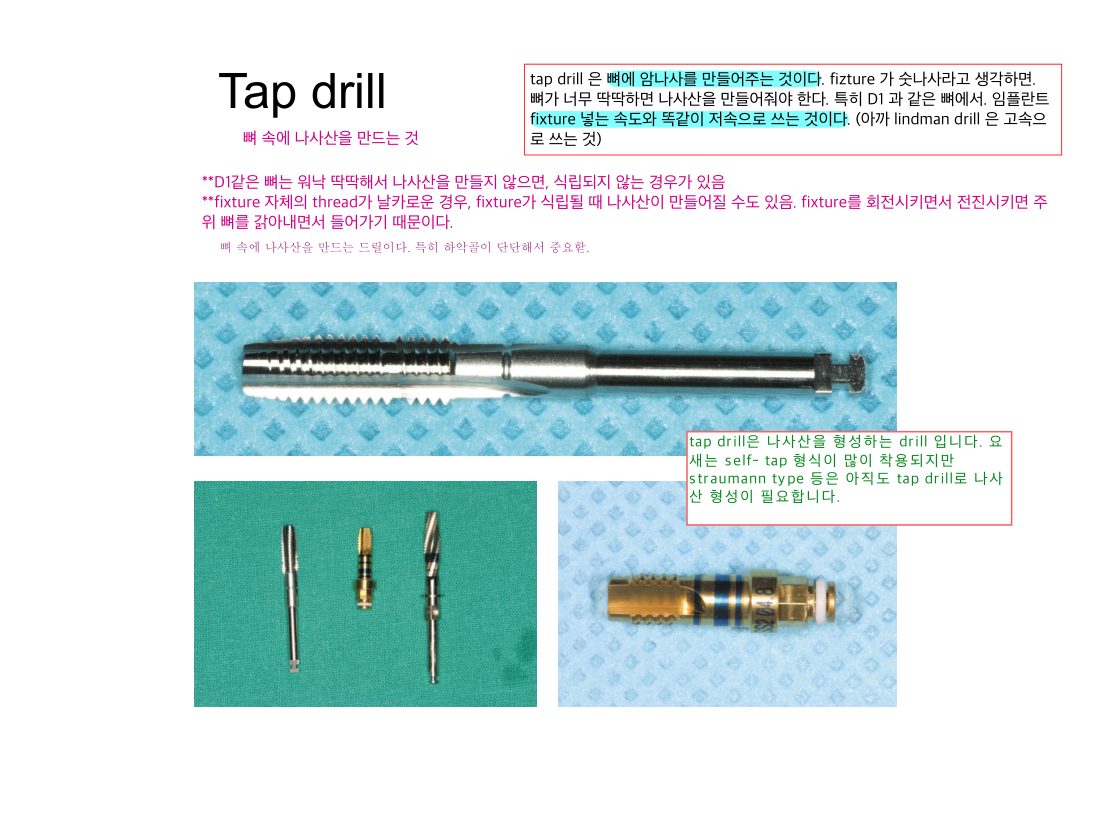 Tap drill
뼈 속에 나사산을 만드는 것
tap drill 은 뼈에 암나사를 만들어주는 것이다. fizture 가 숫나사라고 생각하면.
뼈가 너무 딱딱하면 나사산을 만들어줘야 한다. 특히 D1 과 같은 뼈에서. 임플란트
fixture 넣는 속도와 똑같이 저속으로 쓰는 것이다. (아까 lindman drill 은 고속으
로 쓰는 것)
**D1같은 뼈는 워낙 딱딱해서 나사산을 만들지 않으면, 식립되지 않는 경우가 있음
**fixture 자체의 thread가 날카로운 경우, fixture가 식립될 때 나사산이 만들어질 수도 있음. fixture를 회전시키면서 전진시키면 주
위 뼈를 갉아내면서 들어가기 때문이다.
뼈 속에 나사산을 만드는 드릴이다. 특히 하악골이 단단해서 중요함.
tap drill은 나사산을 형성하는 drill 입니다. 요
새는 self- tap 형식이 많이 착용되지만
straumann type 등은 아직도 tap drill로 나사
산 형성이 필요합니다.
4.8